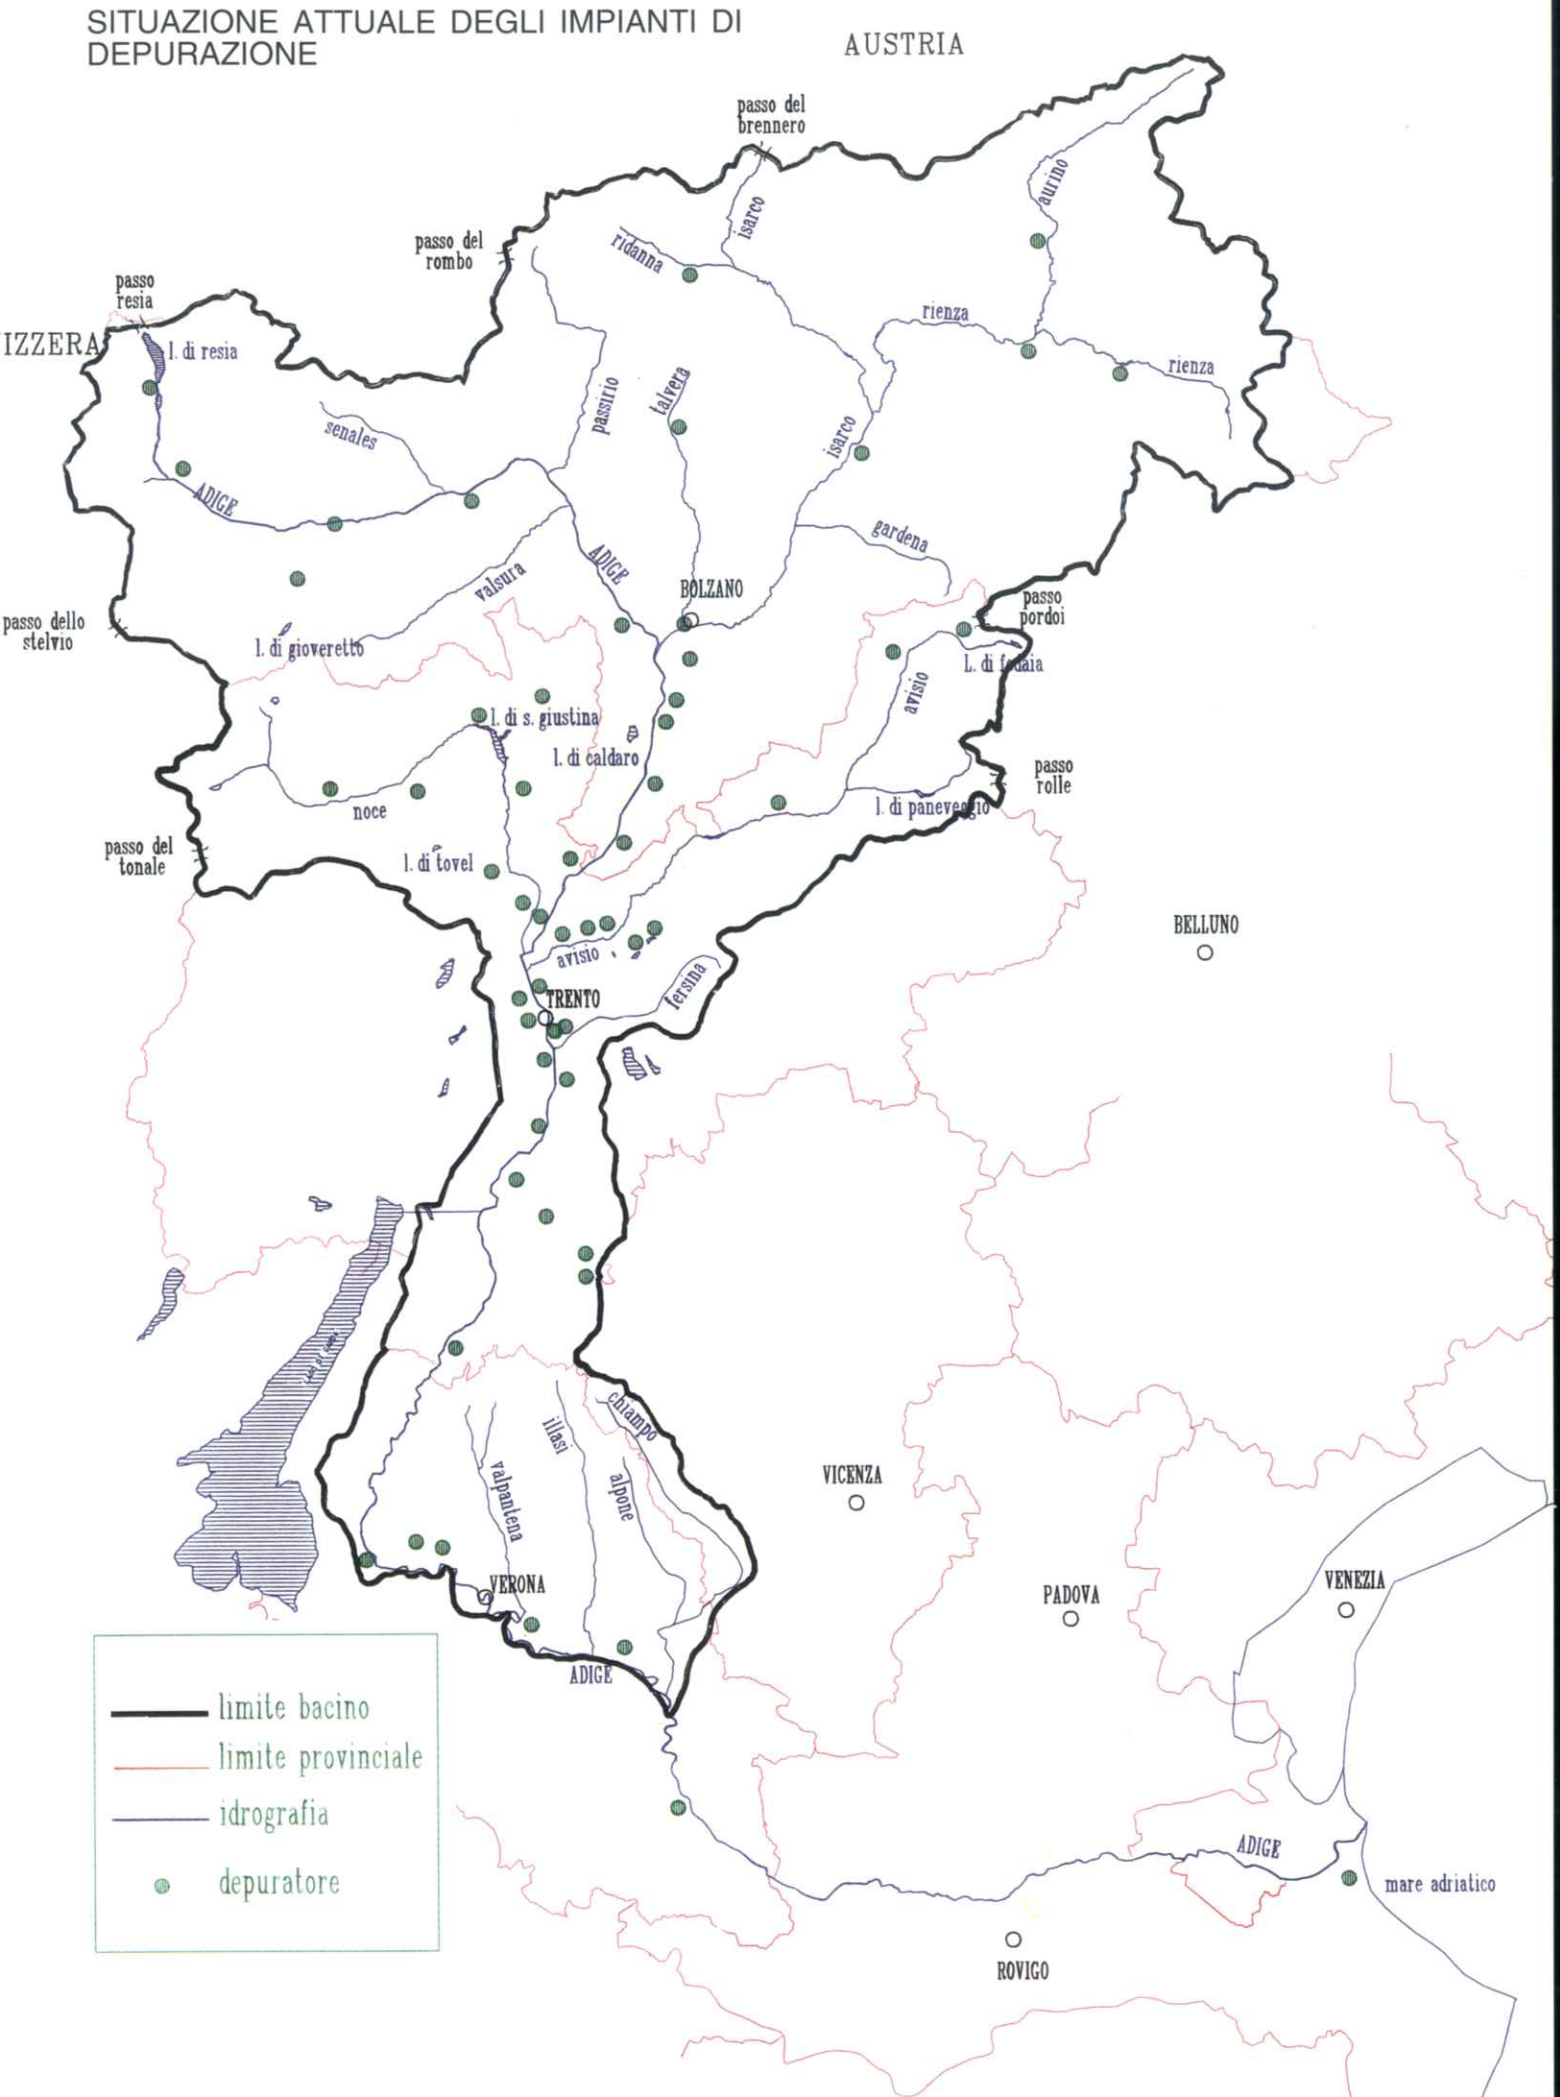 SITUAZIONE ATTUALE DEGLI IMPIANTI DI
DEPURAZIONE
AUSTRIA
passo del
brennero
aurino
isarco
passo del
rombo
ridanna
passo
resia
IZZERA
l. di resia
rienza
rienza
passirio
talvera
senales
isarco
ADIGE
gardena
ADIGE
valsura
BOLZANO
passo
pordoi
passo dello
stelvio
l. di gioveretto
L. di fedaia
avisio
l. di s. giustina
l. di caldaro
passo
rolle
noce
l. di paneveggio
passo del
tonale
l. di tovel
BELLUNO
avisio
fersina
TRENTO
chiampo
illasi
valpantena
alpone
VICENZA
VERONA
PADOVA
VENEZIA
ADIGE
limite bacino
limite provinciale
idrografia
depuratore
ADIGE
mare adriatico
ROVIGO